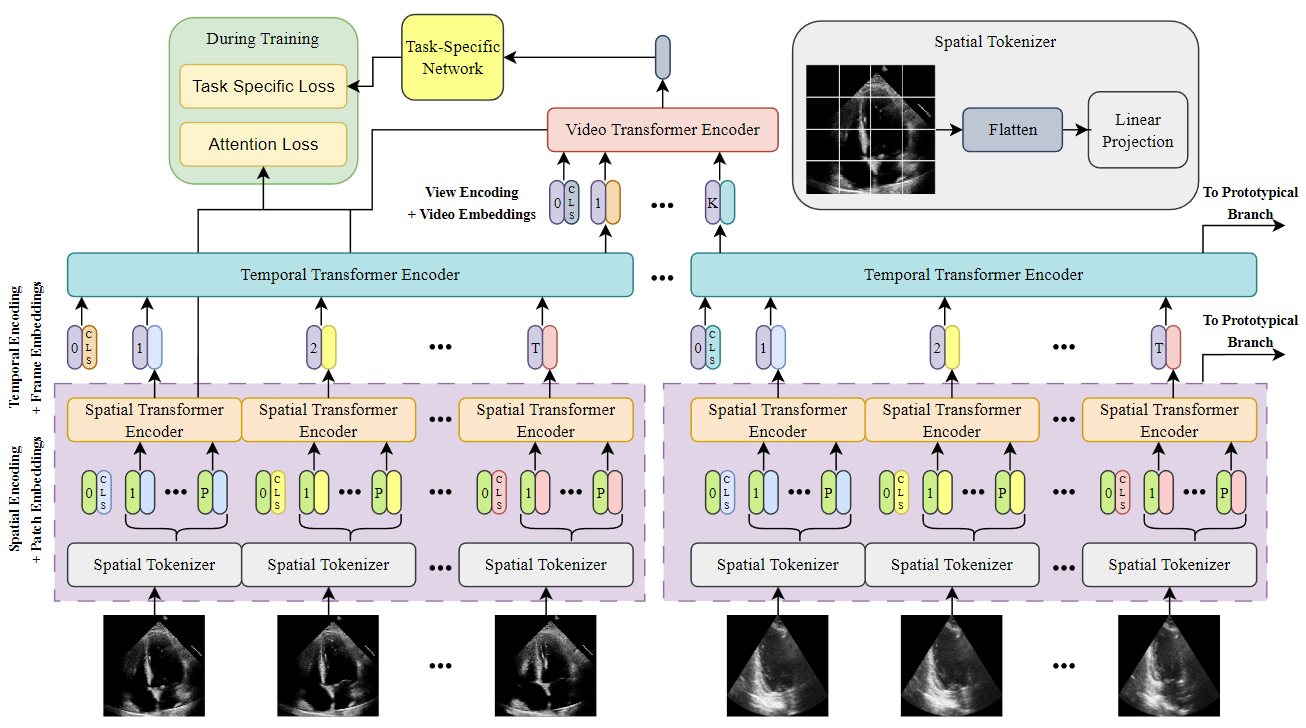 During Training
Task Specific Loss
Attention Loss
Task-Specific
Network
Spatial Tokenizer
Flatten
Linear
Projection
Video Transformer Encoder
View Encoding
+ Video Embeddings
0 CLS 1 ... K
To Prototypical
Branch
Temporal Transformer Encoder ... Temporal Transformer Encoder
Temporal Encoding
+ Frame Embeddings
0 CLS 1 2 ... T 0 CLS 1 2 ... T
To Prototypical
Branch
Spatial Transformer
Encoder
Spatial Transformer
Encoder
...
Spatial Transformer
Encoder
Spatial Transformer
Encoder
Spatial Transformer
Encoder
...
Spatial Transformer
Encoder
Spatial Encoding
+ Patch Embeddings
0 CLS 1 ... P 0 CLS 1 ... P ... 0 CLS 1 ... P 0 CLS 1 ... P 0 CLS 1 ... P ... 0 CLS 1 ... P
Spatial Tokenizer Spatial Tokenizer ... Spatial Tokenizer Spatial Tokenizer Spatial Tokenizer ... Spatial Tokenizer